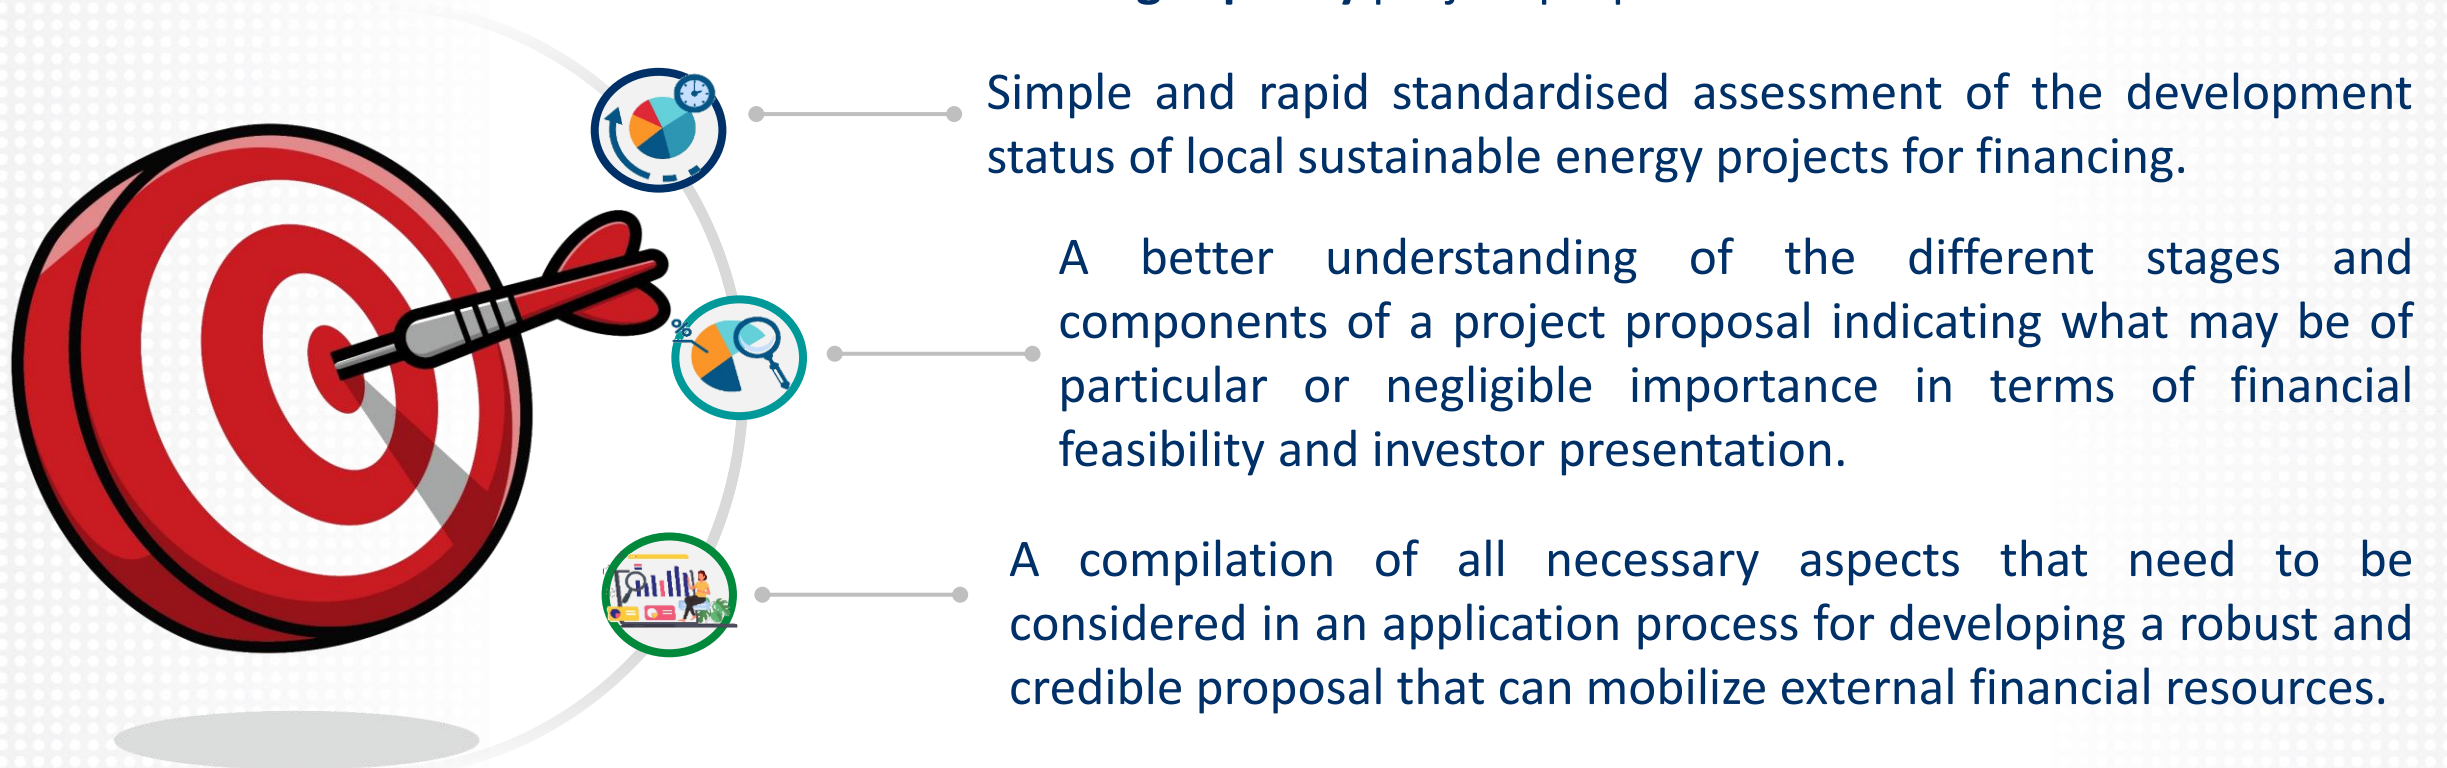 Simple and rapid standardised assessment of the development
status of local sustainable energy projects for financing.
A better understanding of the different stages and
components of a project proposal indicating what may be of
particular or negligible importance in terms of financial
feasibility and investor presentation.
A compilation of all necessary aspects that need to be
considered in an application process for developing a robust and
credible proposal that can mobilize external financial resources.
%